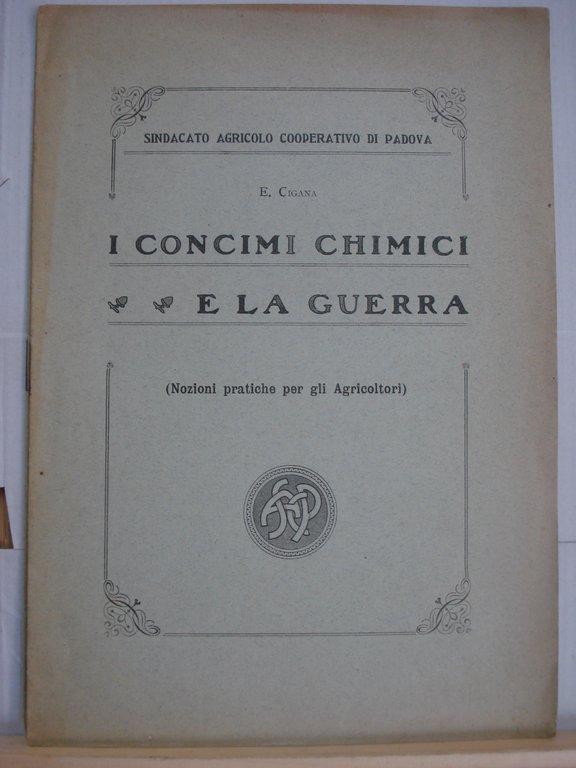 SINDACATO AGRICOLO COOPERATIVO DI PADOVA
E. CIGANA
I CONCIMI CHIMICI
E LA GUERRA
(Nozioni pratiche per gli Agricoltori)